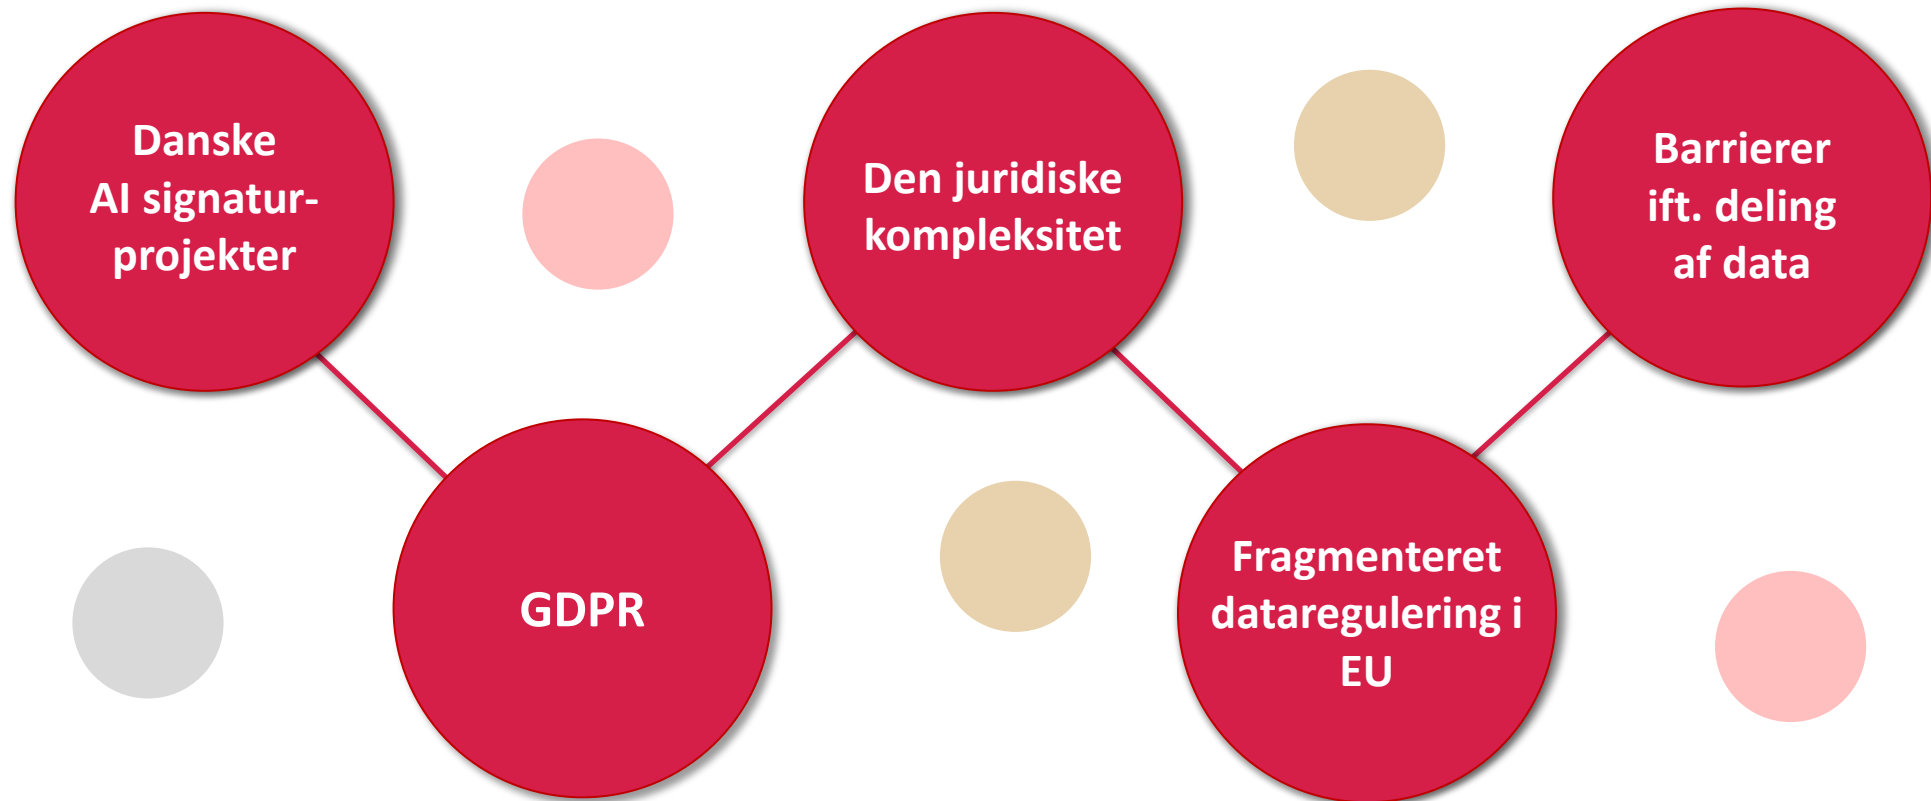 Danske
AI signatur-
projekter
GDPR
Den juridiske
kompleksitet
Fragmenteret
dataregulering i
EU
Barrierer
ift. deling
af data